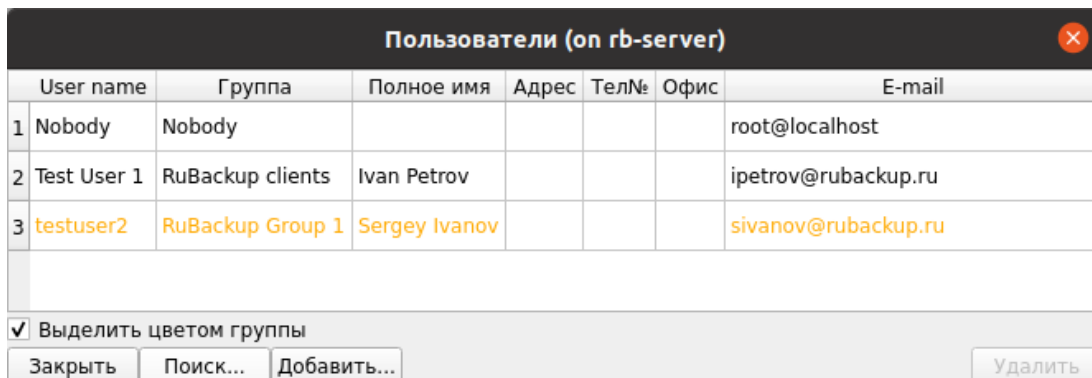 Пользователи (on rb-server)
User name Группа Полное имя Адрес Тел№ Офис E-mail
1 Nobody Nobody root@localhost
2 Test User 1 RuBackup clients Ivan Petrov ipetrov@rubackup.ru
3 testuser2 RuBackup Group 1 Sergey Ivanov sivanov@rubackup.ru
Выделить цветом группы
Закрыть Поиск... Добавить... Удалить